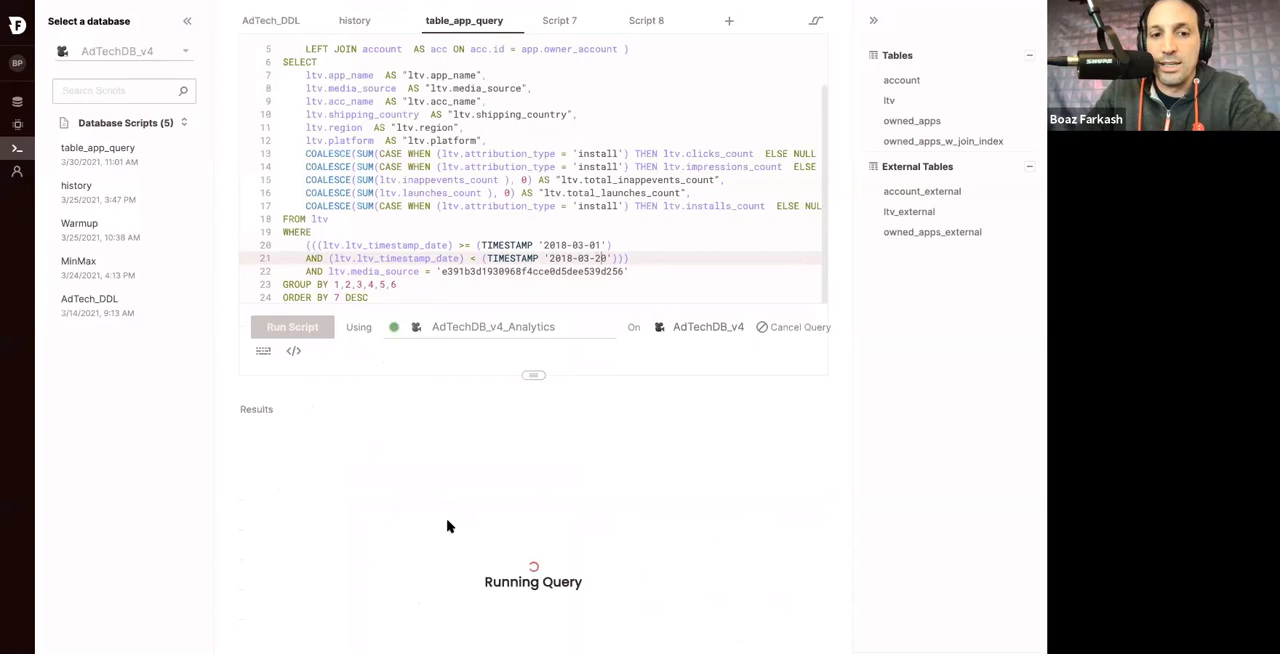 Select a database
BP
AdTechDB_v4
Search Scripts
Database Scripts (5)
table_app_query
3/30/2021, 11:01 AM
history
3/25/2021, 3:47 PM
Warmup
3/25/2021, 10:38 AM
MinMax
3/24/2021, 4:13 PM
AdTech_DDL
3/14/2021, 9:13 AM
AdTech_DDL history table_app_query Script 7 Script 8 +
5 LEFT JOIN account AS acc ON acc.id = app.owner_account )
6 SELECT
7 ltv.app_name AS "ltv.app_name",
8 ltv.media_source AS "ltv.media_source",
9 ltv.acc_name AS "ltv.acc_name",
10 ltv.shipping_country AS "ltv.shipping_country",
11 ltv.region AS "ltv.region",
12 ltv.platform AS "ltv.platform",
13 COALESCE(SUM(CASE WHEN (ltv.attribution_type = 'install') THEN ltv.clicks_count ELSE NULL
14 COALESCE(SUM(CASE WHEN (ltv.attribution_type = 'install') THEN ltv.impressions_count ELSE
15 COALESCE(SUM(ltv.inappevents_count ), 0) AS "ltv.total_inappevents_count",
16 COALESCE(SUM(ltv.launches_count ), 0) AS "ltv.total_launches_count",
17 COALESCE(SUM(CASE WHEN (ltv.attribution_type = 'install') THEN ltv.installs_count ELSE NUL
18 FROM ltv
19 WHERE
20 (((ltv.ltv_timestamp_date) >= (TIMESTAMP '2018-03-01')
21 AND (ltv.ltv_timestamp_date) < (TIMESTAMP '2018-03-20')))
22 AND ltv.media_source = 'e391b3d1930968f4cce0d5dee539d256'
23 GROUP BY 1,2,3,4,5,6
24 ORDER BY 7 DESC
Run Script Using AdTechDB_v4_Analytics On AdTechDB_v4 Cancel Query
Results
Running Query
Tables
account
ltv
owned_apps
owned_apps_w_join_index
External Tables
account_external
ltv_external
owned_apps_external
SHURE
Boaz Farkash